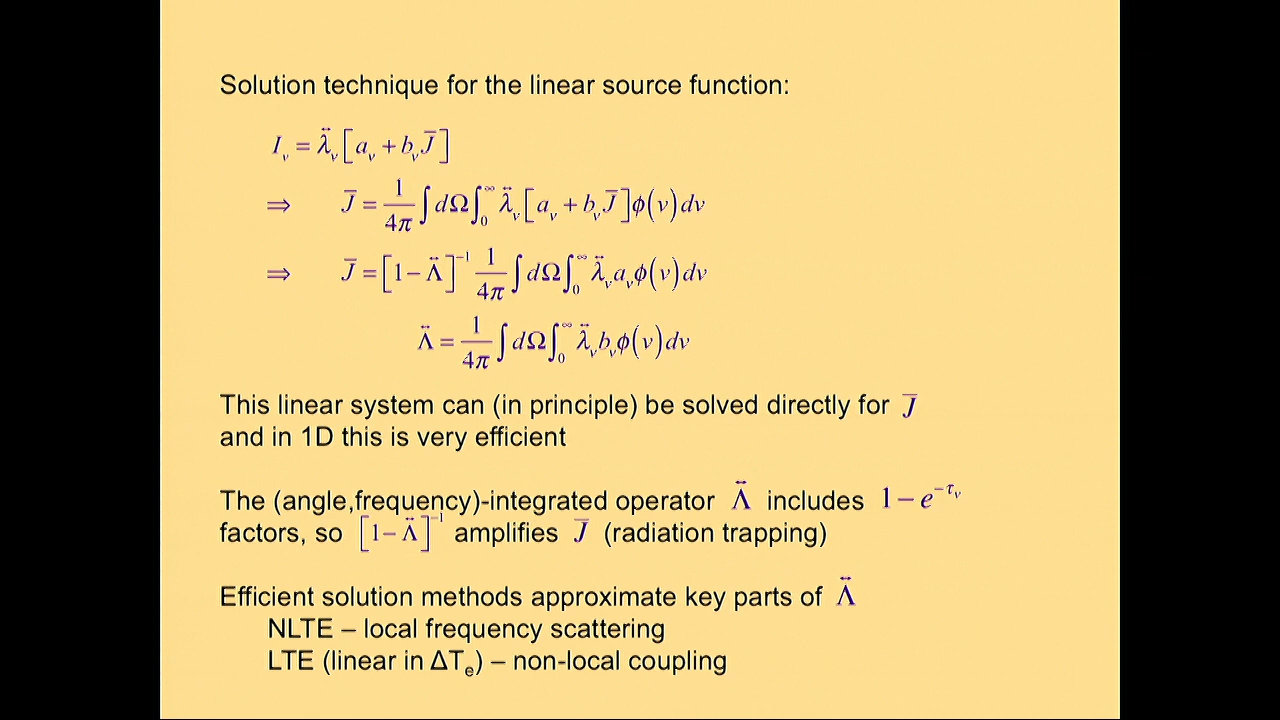 Solution technique for the linear source function:
I_ν = λ⃡_ν [a_ν + b_ν J̅]
⇒ J̅ = 1/4π ∫ dΩ ∫_0^∞ λ⃡_ν [a_ν + b_ν J̅] ϕ(ν) dν
⇒ J̅ = [1 − Λ⃡]^−1 1/4π ∫ dΩ ∫_0^∞ λ⃡_ν a_ν ϕ(ν) dν
Λ⃡ = 1/4π ∫ dΩ ∫_0^∞ λ⃡_ν b_ν ϕ(ν) dν
This linear system can (in principle) be solved directly for J̅
and in 1D this is very efficient
The (angle,frequency)-integrated operator Λ⃡ includes 1 − e^−τ_ν
factors, so [1 − Λ⃡]^−1 amplifies J̅ (radiation trapping)
Efficient solution methods approximate key parts of Λ⃡
NLTE – local frequency scattering
LTE (linear in ΔT_e) – non-local coupling